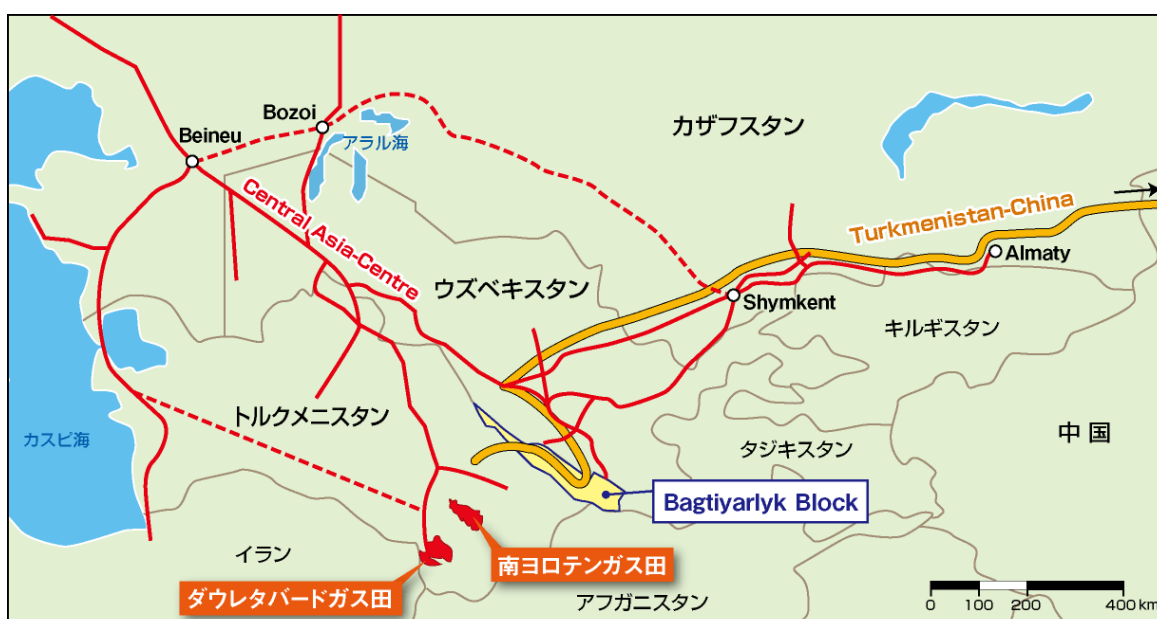 Bozoi
Beineu
アラル海
カザフスタン
Central Asia-Centre
Turkmenistan-China
Almaty
ウズベキスタン
Shymkent
キルギスタン
トルクメニスタン
カスピ海
タジキスタン
中 国
Bagtiyarlyk Block
イラン
南ヨロテンガス田
ダウレタバードガス田
アフガニスタン
0 100 200 400 km